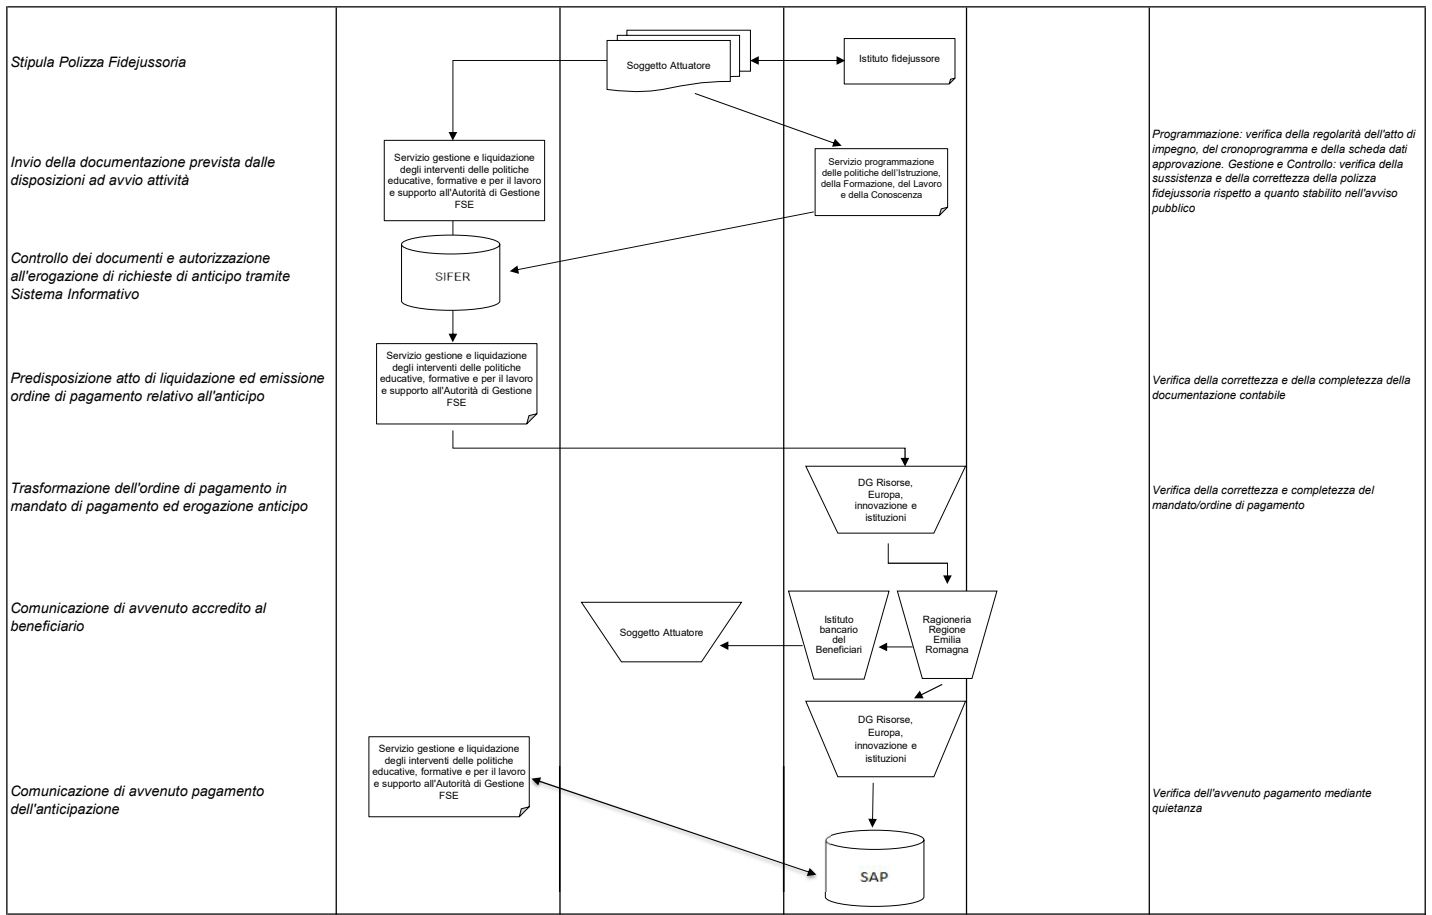 Stipula Polizza Fidejussoria
Soggetto Attuatore
Istituto fidejussore
Invio della documentazione prevista dalle
disposizioni ad avvio attività
Servizio gestione e liquidazione
degli interventi delle politiche
educative, formative e per il lavoro
e supporto all'Autorità di Gestione
FSE
Servizio programmazione
delle politiche dell'Istruzione,
della Formazione, del Lavoro
e della Conoscenza
Programmazione: verifica della regolarità dell'atto di
impegno, del cronoprogramma e della scheda dati
approvazione. Gestione e Controllo: verifica della
sussistenza e della correttezza della polizza
fidejussoria rispetto a quanto stabilito nell'avviso
pubblico
Controllo dei documenti e autorizzazione
all'erogazione di richieste di anticipo tramite
Sistema Informativo
SIFER
Predisposizione atto di liquidazione ed emissione
ordine di pagamento relativo all'anticipo
Servizio gestione e liquidazione
degli interventi delle politiche
educative, formative e per il lavoro
e supporto all'Autorità di Gestione
FSE
Verifica della correttezza e della completezza della
documentazione contabile
Trasformazione dell'ordine di pagamento in
mandato di pagamento ed erogazione anticipo
DG Risorse,
Europa,
innovazione e
istituzioni
Verifica della correttezza e completezza del
mandato/ordine di pagamento
Comunicazione di avvenuto accredito al
beneficiario
Soggetto Attuatore
Istituto
bancario
del
Beneficiari
Ragioneria
Regione
Emilia
Romagna
DG Risorse,
Europa,
innovazione e
istituzioni
Comunicazione di avvenuto pagamento
dell'anticipazione
Servizio gestione e liquidazione
degli interventi delle politiche
educative, formative e per il lavoro
e supporto all'Autorità di Gestione
FSE
Verifica dell'avvenuto pagamento mediante
quietanza
SAP